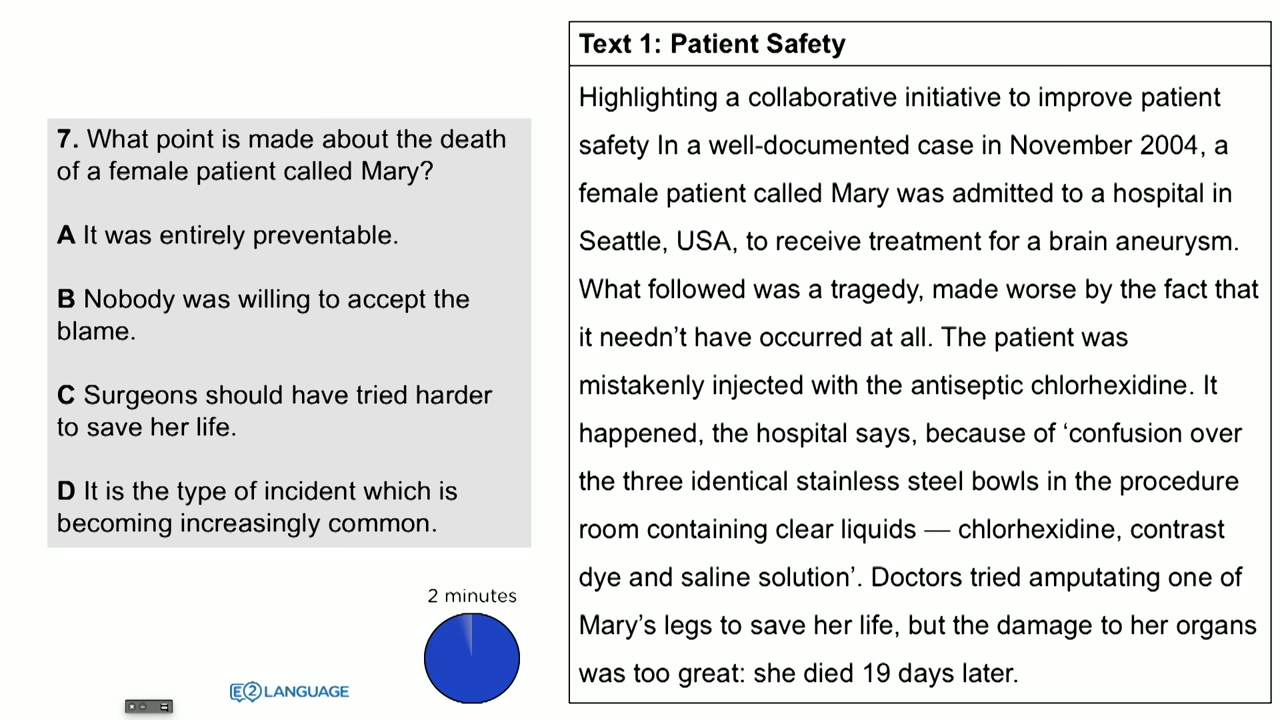 7. What point is made about the death
of a female patient called Mary?
A It was entirely preventable.
B Nobody was willing to accept the
blame.
C Surgeons should have tried harder
to save her life.
D It is the type of incident which is
becoming increasingly common.
2 minutes
E2 LANGUAGE
Text 1: Patient Safety
Highlighting a collaborative initiative to improve patient
safety In a well-documented case in November 2004, a
female patient called Mary was admitted to a hospital in
Seattle, USA, to receive treatment for a brain aneurysm.
What followed was a tragedy, made worse by the fact that
it needn’t have occurred at all. The patient was
mistakenly injected with the antiseptic chlorhexidine. It
happened, the hospital says, because of ‘confusion over
the three identical stainless steel bowls in the procedure
room containing clear liquids — chlorhexidine, contrast
dye and saline solution’. Doctors tried amputating one of
Mary’s legs to save her life, but the damage to her organs
was too great: she died 19 days later.